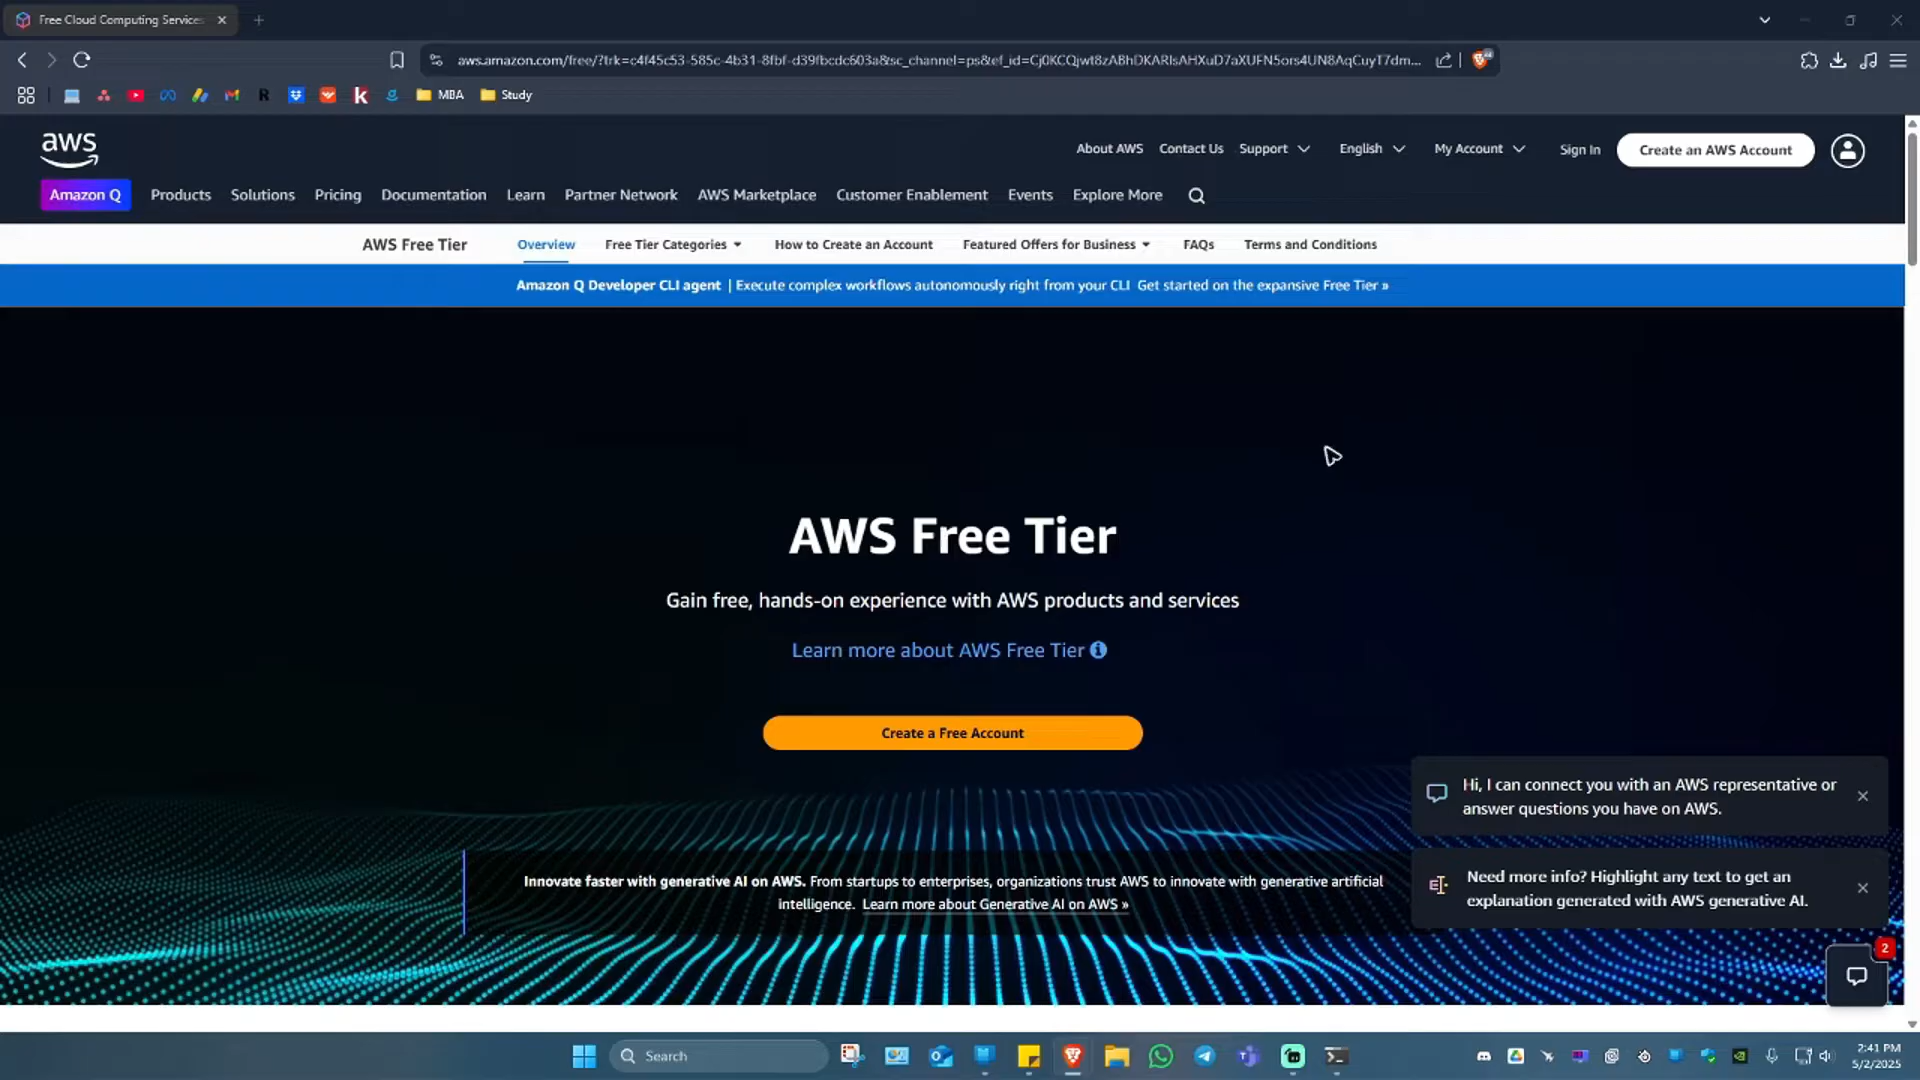 Free Cloud Computing Services
aws.amazon.com/free/?trk=c4f45c53-585c-4b31-8fbf-d39fbcdc603a&sc_channel=ps&ef_id=Cj0KCQjwt8zABhDKARIsAHXuD7aXUFN5ors4UN8AqCuyT7dm...
MBA
Study
aws
About AWS
Contact Us
Support
English
My Account
Sign In
Create an AWS Account
Amazon Q
Products
Solutions
Pricing
Documentation
Learn
Partner Network
AWS Marketplace
Customer Enablement
Events
Explore More
AWS Free Tier
Overview
Free Tier Categories
How to Create an Account
Featured Offers for Business
FAQs
Terms and Conditions
Amazon Q Developer CLI agent | Execute complex workflows autonomously right from your CLI Get started on the expansive Free Tier »
AWS Free Tier
Gain free, hands-on experience with AWS products and services
Learn more about AWS Free Tier
Create a Free Account
Hi, I can connect you with an AWS representative or
answer questions you have on AWS.
Need more info? Highlight any text to get an
explanation generated with AWS generative AI.
Innovate faster with generative AI on AWS. From startups to enterprises, organizations trust AWS to innovate with generative artificial
intelligence. Learn more about Generative AI on AWS »
2
Search
2:41 PM
5/2/2025